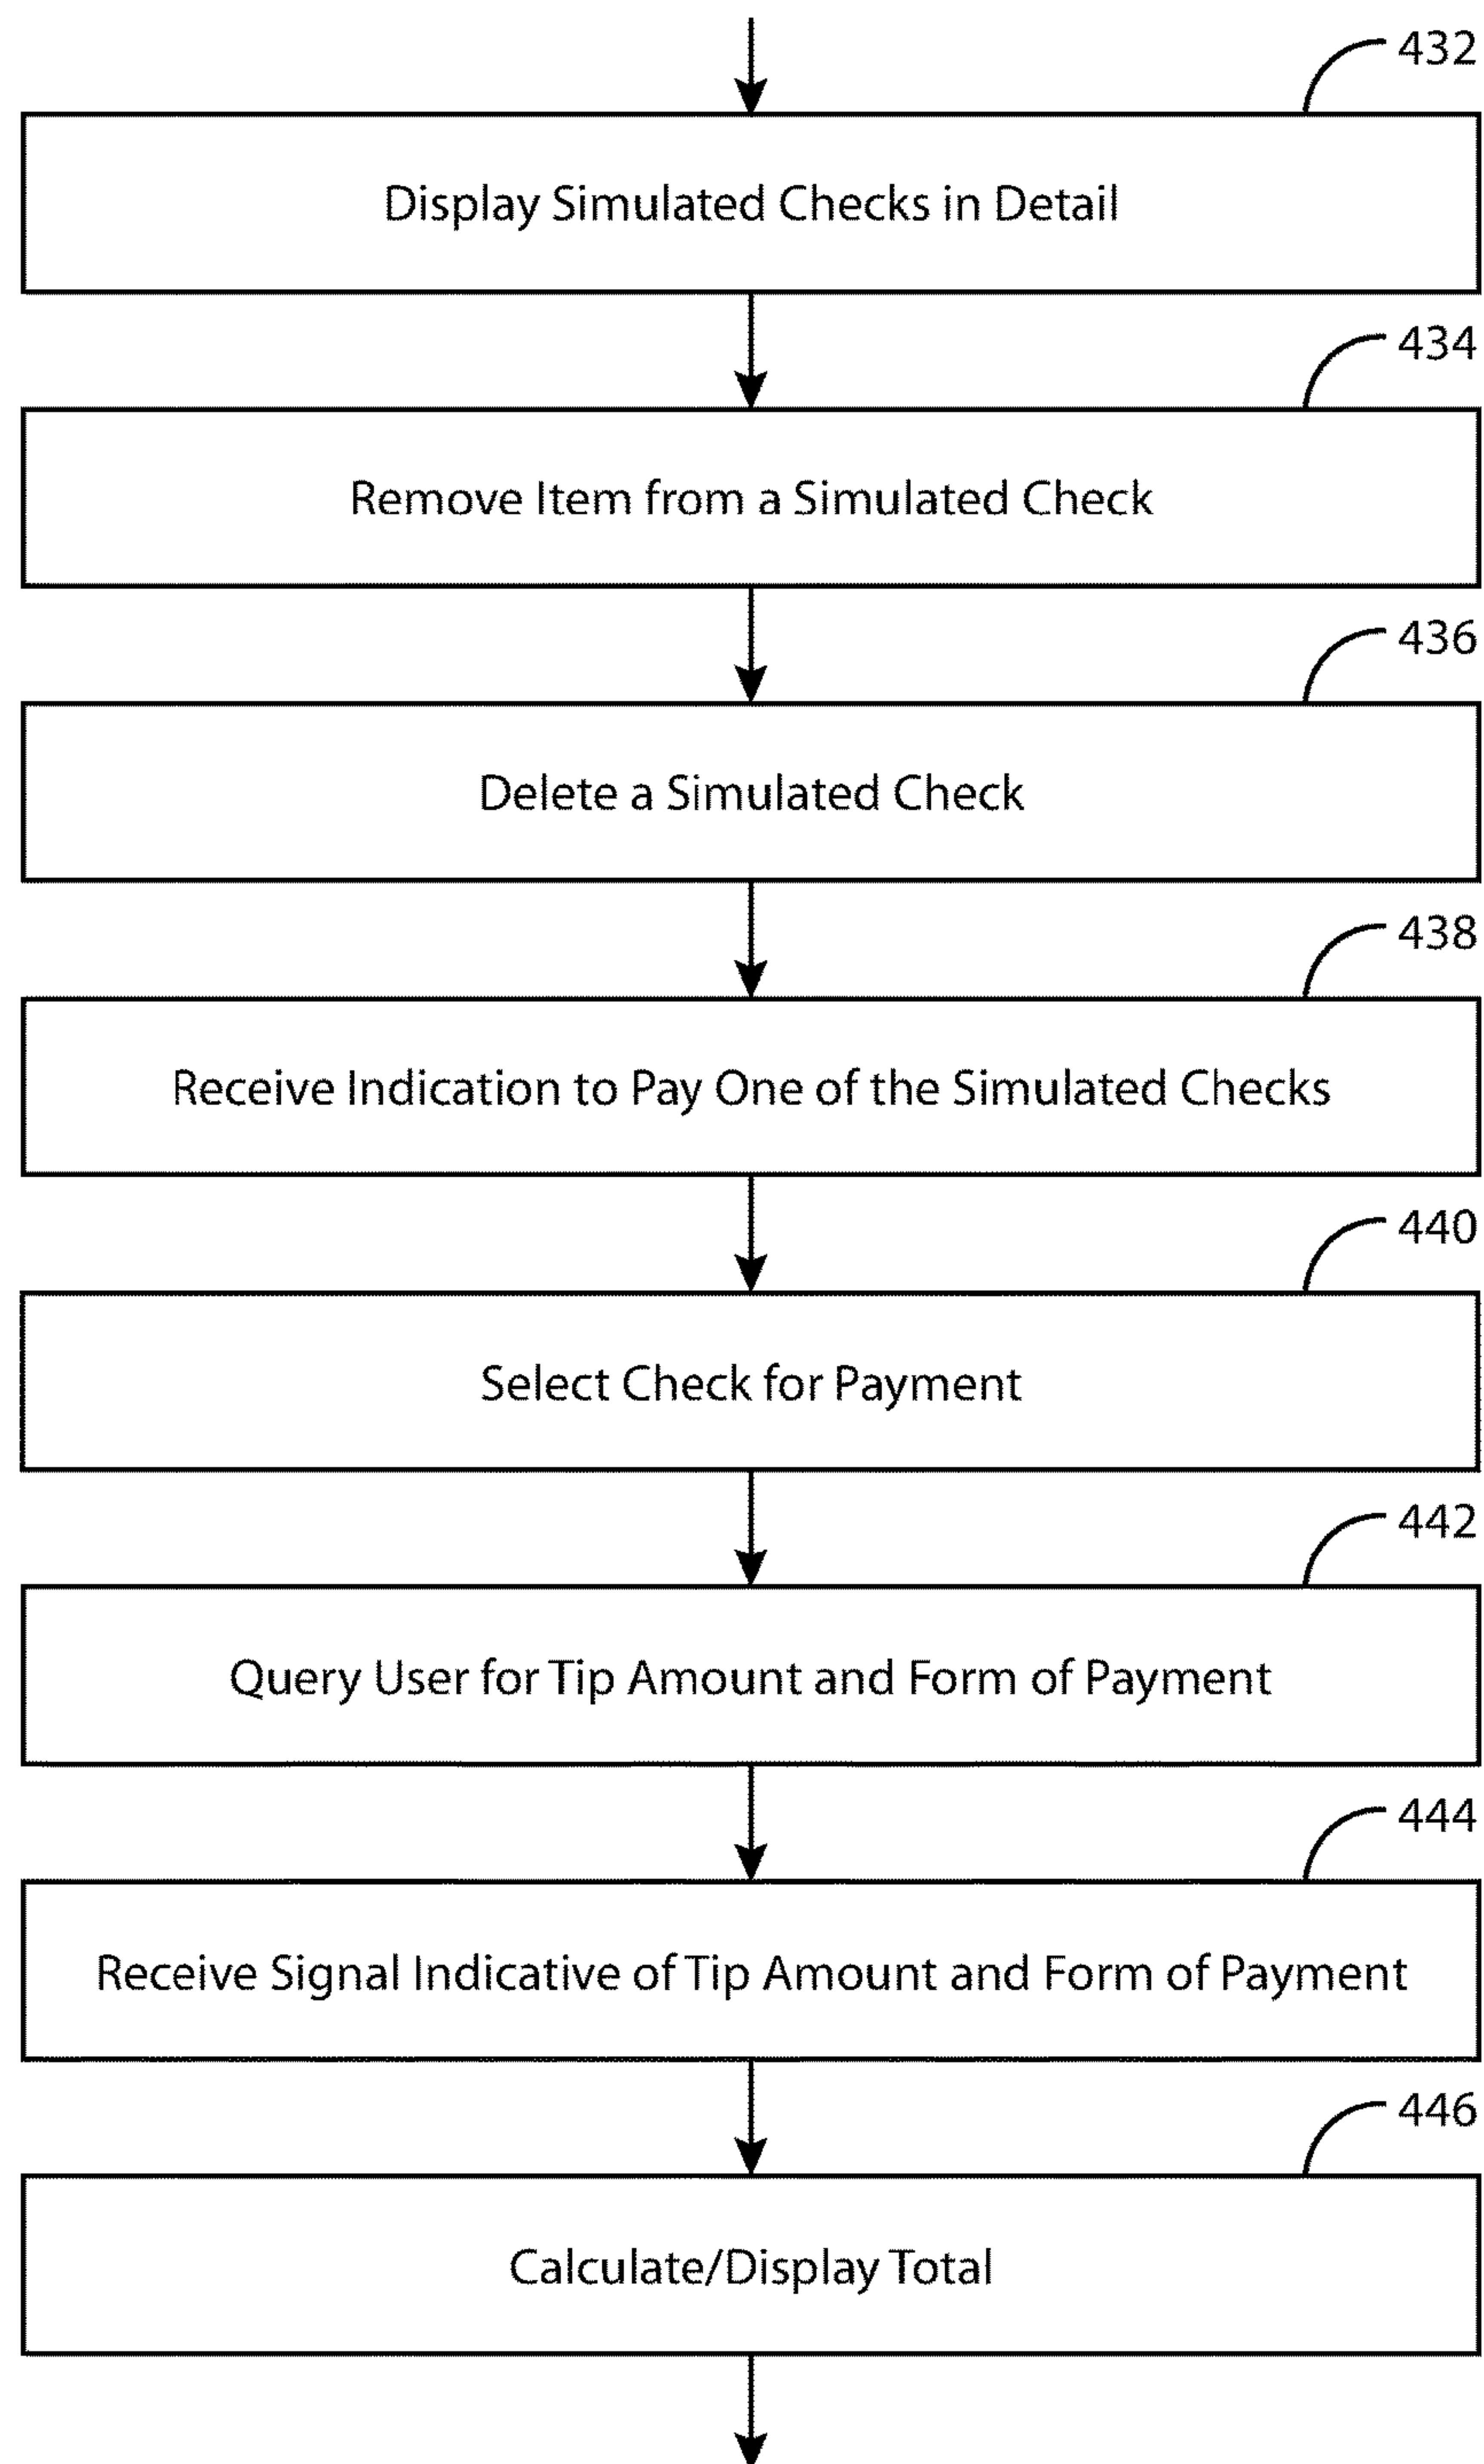 432
Display Simulated Checks in Detail
434
Remove Item from a Simulated Check
436
Delete a Simulated Check
438
Receive Indication to Pay One of the Simulated Checks
440
Select Check for Payment
442
Query User for Tip Amount and Form of Payment
444
Receive Signal Indicative of Tip Amount and Form of Payment
446
Calculate/Display Total